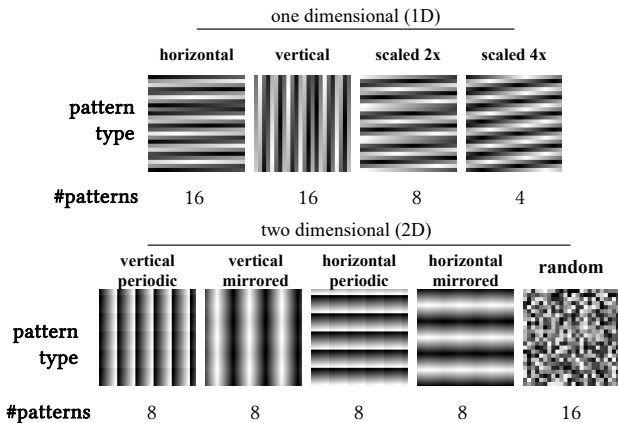 one dimensional (1D)
horizontal vertical scaled 2x scaled 4x
pattern
type
#patterns 16 16 8 4
two dimensional (2D)
vertical periodic vertical mirrored horizontal periodic horizontal mirrored random
pattern
type
#patterns 8 8 8 8 16